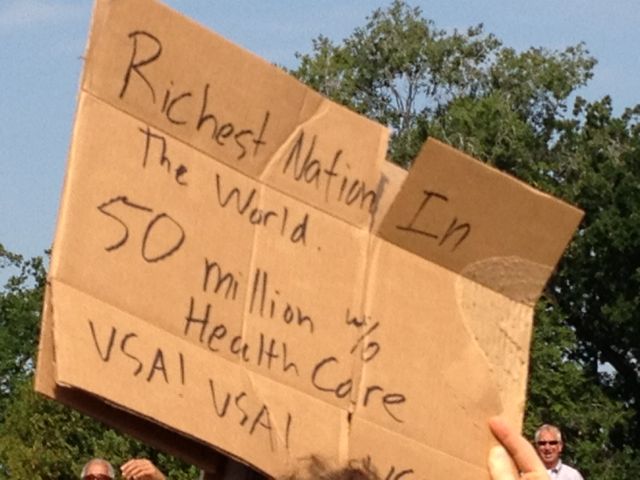 Richest Nation In
The World.
50 million w/o
Health Care
USA! USA!